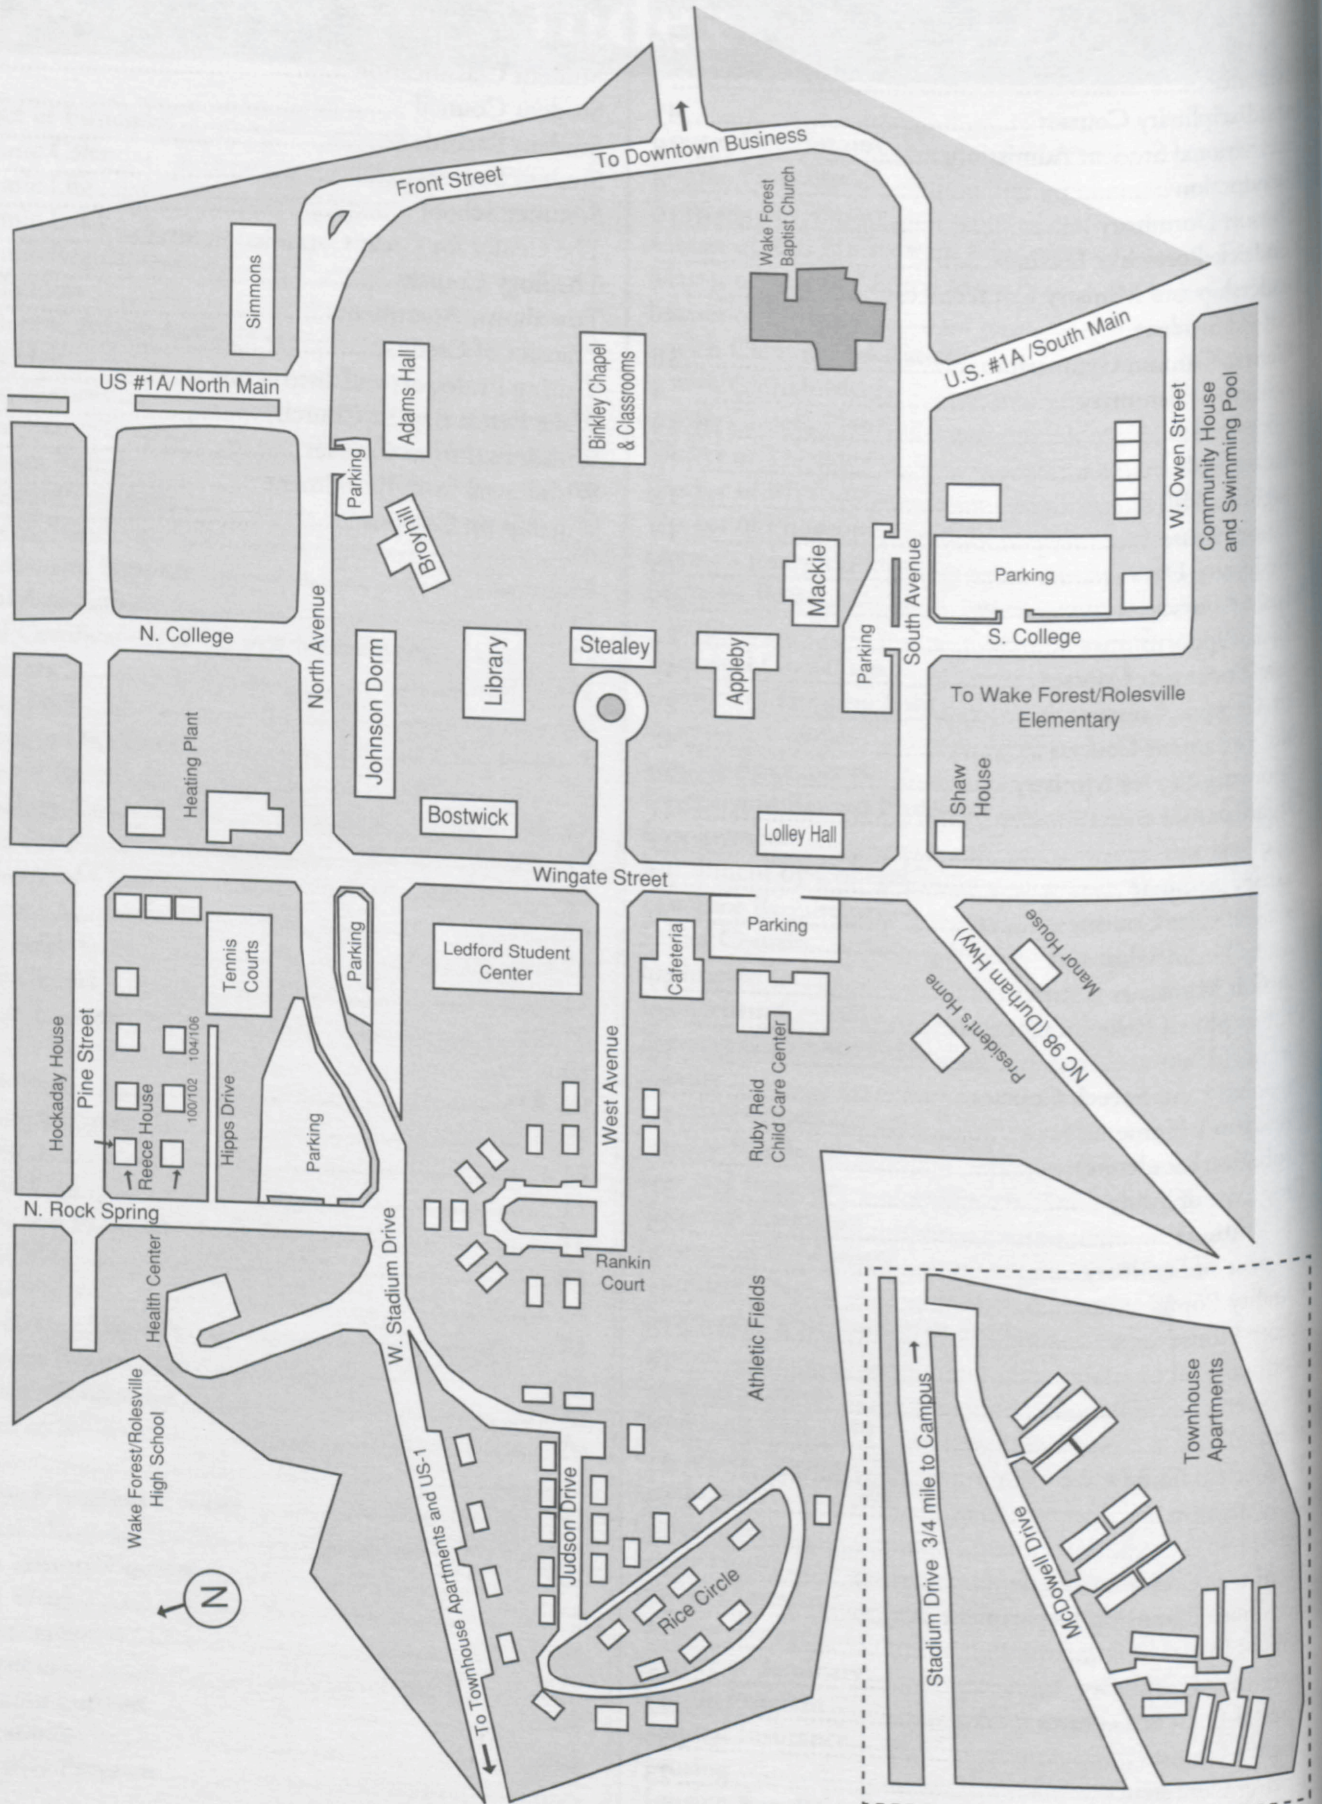 To Downtown Business
Front Street
Wake Forest
Baptist Church
Simmons
US #1A/ North Main
Adams Hall
Binkley Chapel
& Classrooms
U.S. #1A /South Main
W. Owen Street
Community House
and Swimming Pool
Parking
Broyhill
Mackie
South Avenue
Parking
N. College
North Avenue
Johnson Dorm
Library
Stealey
Appleby
Parking
S. College
To Wake Forest/Rolesville
Elementary
Heating Plant
Bostwick
Lolley Hall
Shaw
House
Wingate Street
Tennis
Courts
Parking
Ledford Student
Center
Cafeteria
Parking
Manor House
President's Home
NC 98 (Durham Hwy)
Hockaday House
Pine Street
Reece House
104/106
100/102
Hipps Drive
Parking
West Avenue
Ruby Reid
Child Care Center
N. Rock Spring
Health Center
W. Stadium Drive
Rankin
Court
Athletic Fields
Wake Forest/Rolesville
High School
N
To Townhouse Apartments and US-1
Judson Drive
Rice Circle
Stadium Drive 3/4 mile to Campus
McDowell Drive
Townhouse
Apartments